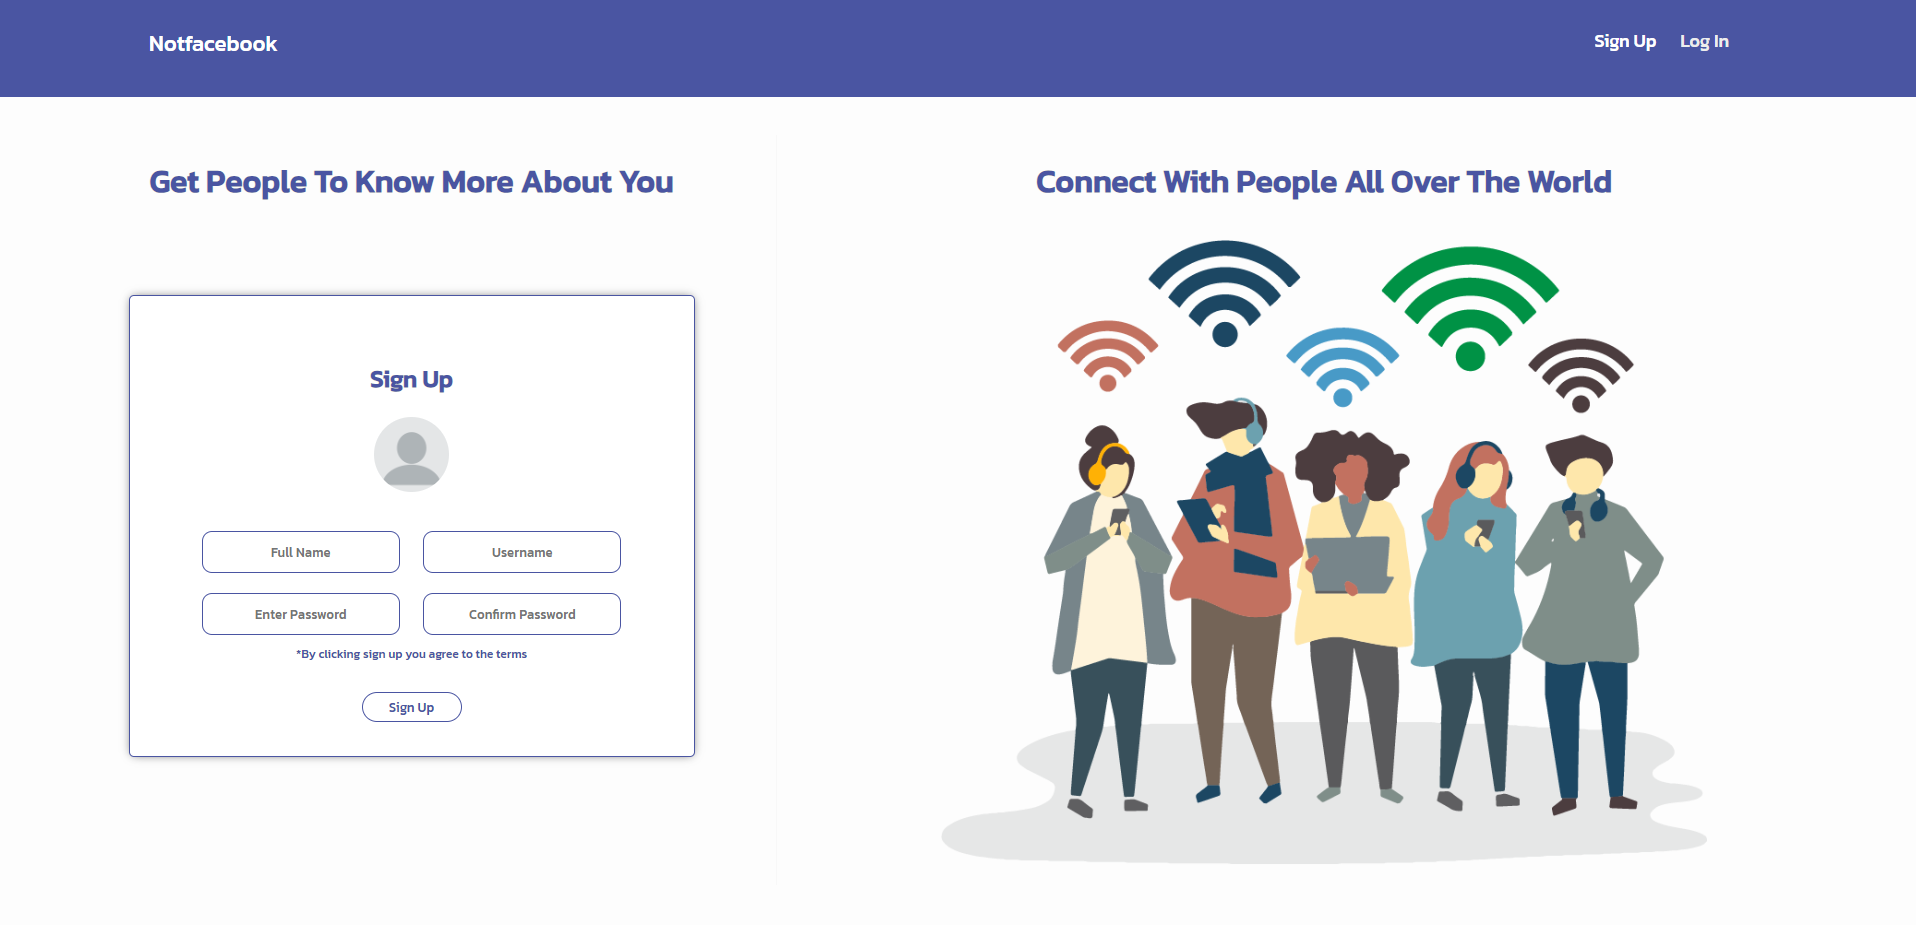 Notfacebook
Sign Up
Log In
Get People To Know More About You
Connect With People All Over The World
Sign Up
Full Name
Username
Enter Password
Confirm Password
*By clicking sign up you agree to the terms
Sign Up